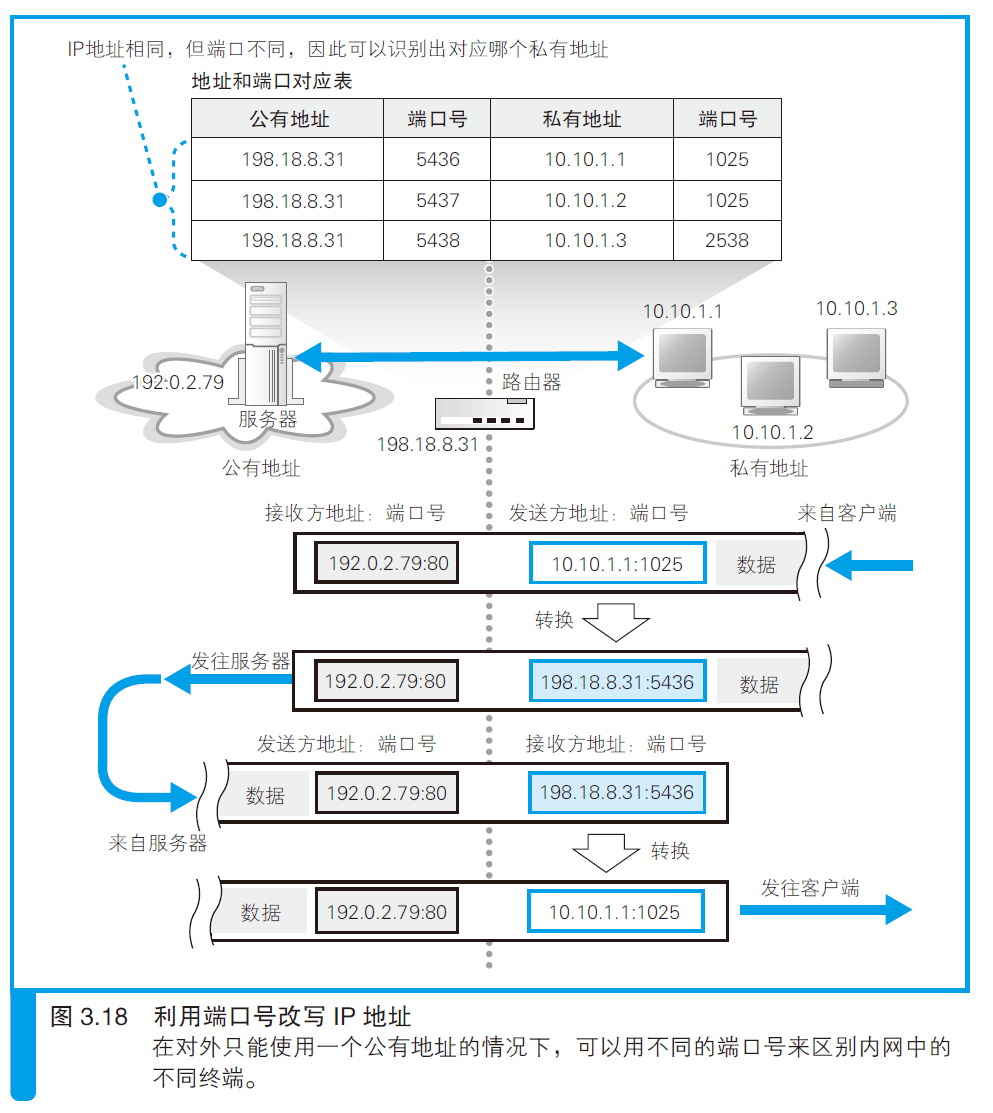 IP地址相同，但端口不同，因此可以识别出对应哪个私有地址
地址和端口对应表
公有地址 端口号 私有地址 端口号
198.18.8.31 5436 10.10.1.1 1025
198.18.8.31 5437 10.10.1.2 1025
198.18.8.31 5438 10.10.1.3 2538
10.10.1.1
10.10.1.3
192.0.2.79
服务器
路由器
198.18.8.31
10.10.1.2
公有地址
私有地址
接收方地址：端口号
发送方地址：端口号
来自客户端
192.0.2.79:80
10.10.1.1:1025
数据
转换
发往服务器
192.0.2.79:80
198.18.8.31:5436
数据
发送方地址：端口号
接收方地址：端口号
数据
192.0.2.79:80
198.18.8.31:5436
来自服务器
转换
数据
192.0.2.79:80
10.10.1.1:1025
发往客户端
图 3.18 利用端口号改写 IP 地址
在对外只能使用一个公有地址的情况下，可以用不同的端口号来区别内网中的
不同终端。